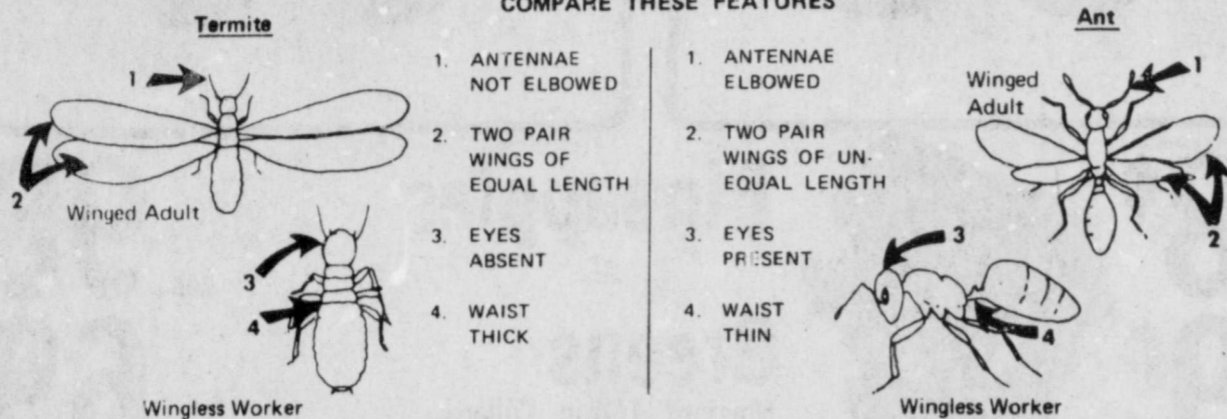 COMPARE THESE FEATURES
Termite
1
2
Winged Adult
3
4
Wingless Worker
1. ANTENNAE
NOT ELBOWED
2. TWO PAIR
WINGS OF
EQUAL LENGTH
3. EYES
ABSENT
4. WAIST
THICK
1. ANTENNAE
ELBOWED
2. TWO PAIR
WINGS OF UN-
EQUAL LENGTH
3. EYES
PRESENT
4. WAIST
THIN
Ant
Winged
Adult
1
2
3
4
Wingless Worker